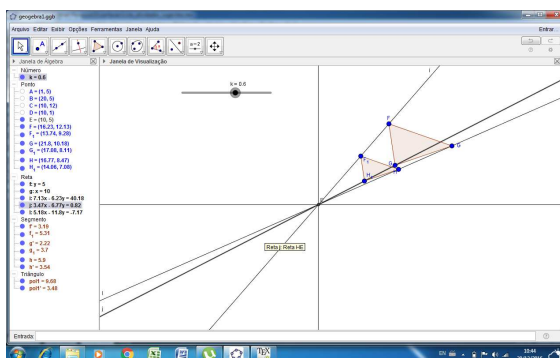 geogebra1.ggb
Arquivo Editar Exibir Opções Ferramentas Janela Ajuda
Entrar...
Janela de Álgebra
Janela de Visualização
Número
k = 0.6
Ponto
A = (1, 5)
B = (20, 5)
C = (10, 12)
D = (10, 1)
E = (10, 5)
F = (16.23, 12.13)
F₁ = (13.74, 9.28)
G = (21.8, 10.18)
G₁ = (17.08, 8.11)
H = (16.77, 8.47)
H₁ = (14.06, 7.08)
Reta
f: y = 5
g: x = 10
i: 7.13x - 6.23y = 40.18
j: 3.47x - 6.77y = 0.82
l: 5.18x - 11.8y = -7.17
Segmento
f' = 3.19
f₁ = 5.31
g' = 2.22
g₁ = 3.7
h = 5.9
h' = 3.54
Triângulo
pol1 = 9.68
pol1' = 3.48
k = 0.6
i
F
G
H
l
j
Reta j: Reta HE
Entrada:
EN
10:44